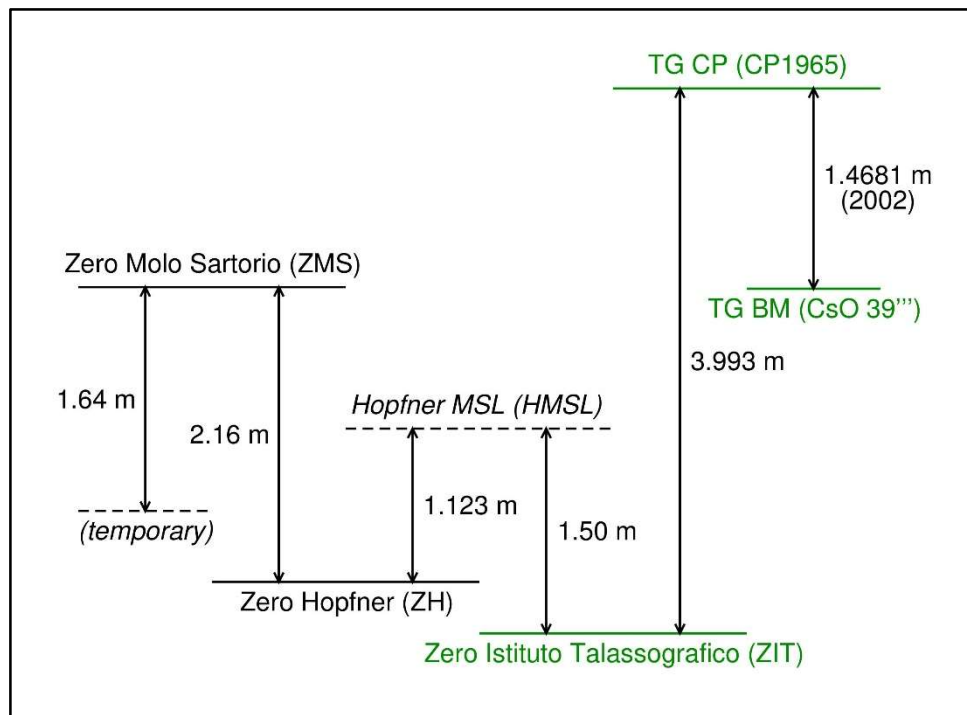 TG CP (CP1965)
1.4681 m
(2002)
Zero Molo Sartorio (ZMS)
TG BM (CsO 39''')
3.993 m
1.64 m
Hopfner MSL (HMSL)
2.16 m
1.123 m
(temporary)
1.50 m
Zero Hopfner (ZH)
Zero Istituto Talassografico (ZIT)